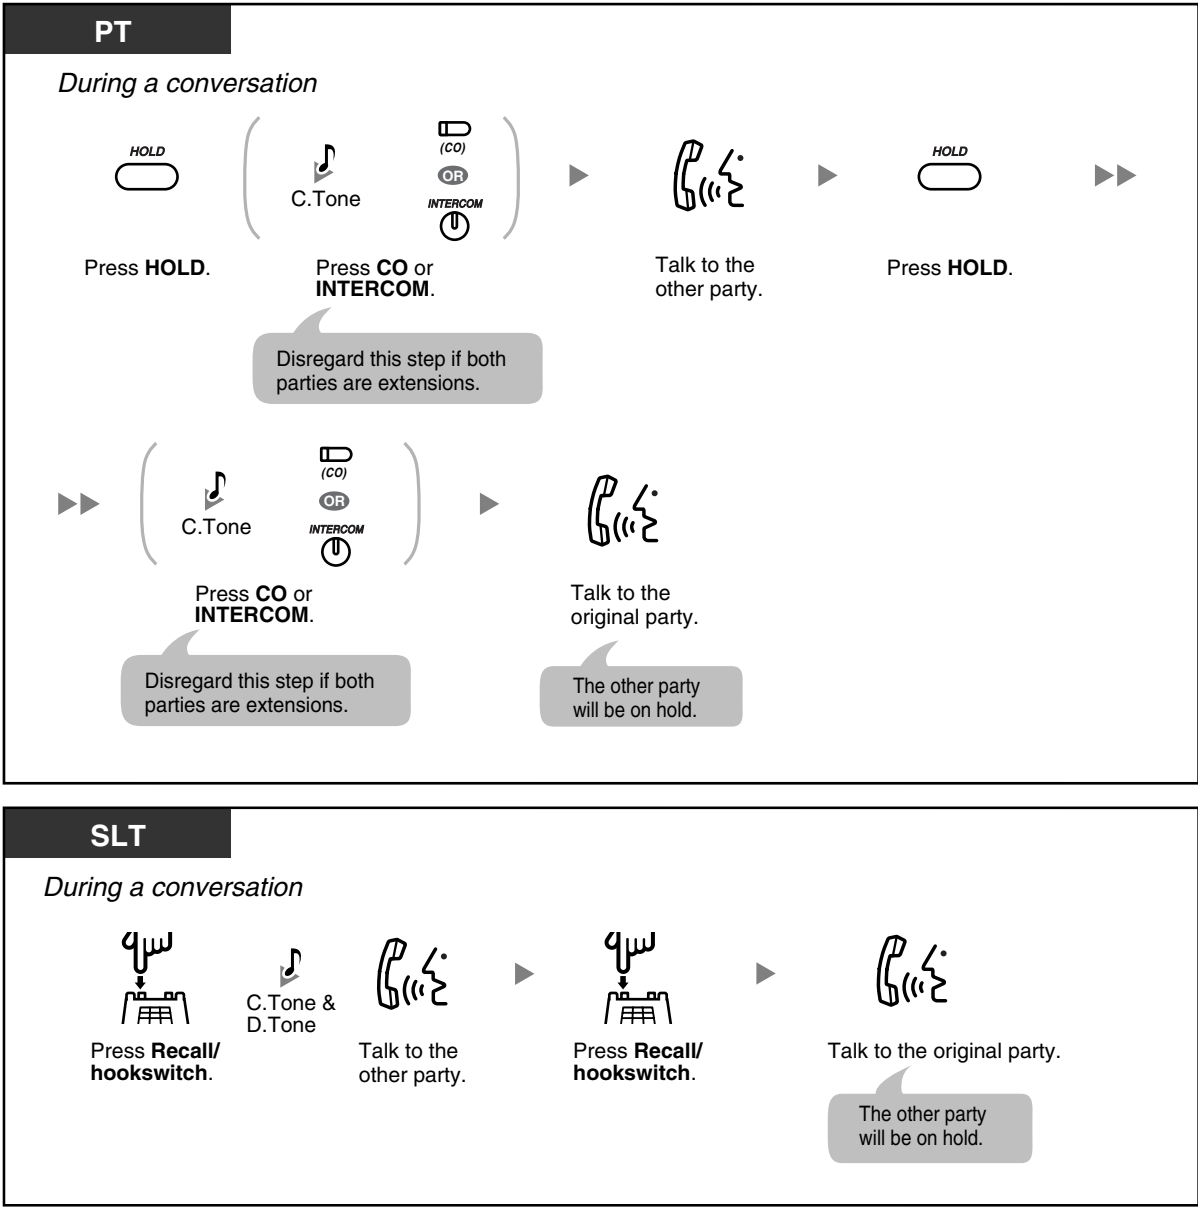 PT
During a conversation
HOLD
Press HOLD.
C.Tone
(CO)
OR
INTERCOM
Press CO or
INTERCOM.
Disregard this step if both
parties are extensions.
Talk to the
other party.
HOLD
Press HOLD.
C.Tone
(CO)
OR
INTERCOM
Press CO or
INTERCOM.
Disregard this step if both
parties are extensions.
Talk to the
original party.
The other party
will be on hold.
SLT
During a conversation
Press Recall/
hookswitch.
C.Tone &
D.Tone
Talk to the
other party.
Press Recall/
hookswitch.
Talk to the original party.
The other party
will be on hold.